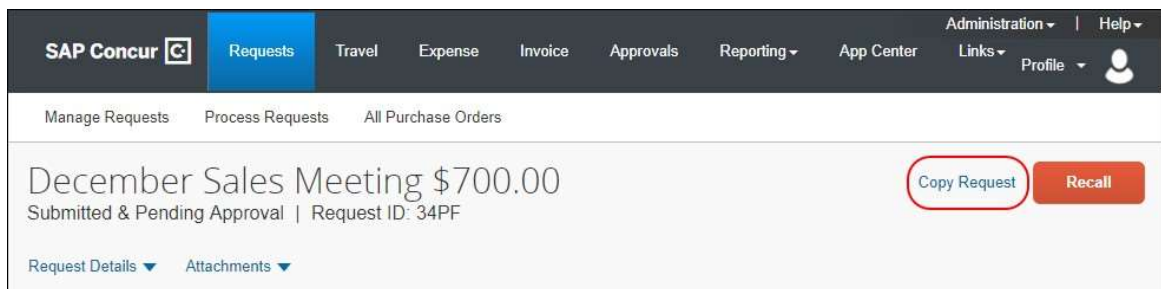 Administration | Help
SAP Concur C Requests Travel Expense Invoice Approvals Reporting App Center Links Profile
Manage Requests Process Requests All Purchase Orders
December Sales Meeting $700.00
Copy Request Recall
Submitted & Pending Approval | Request ID: 34PF
Request Details Attachments